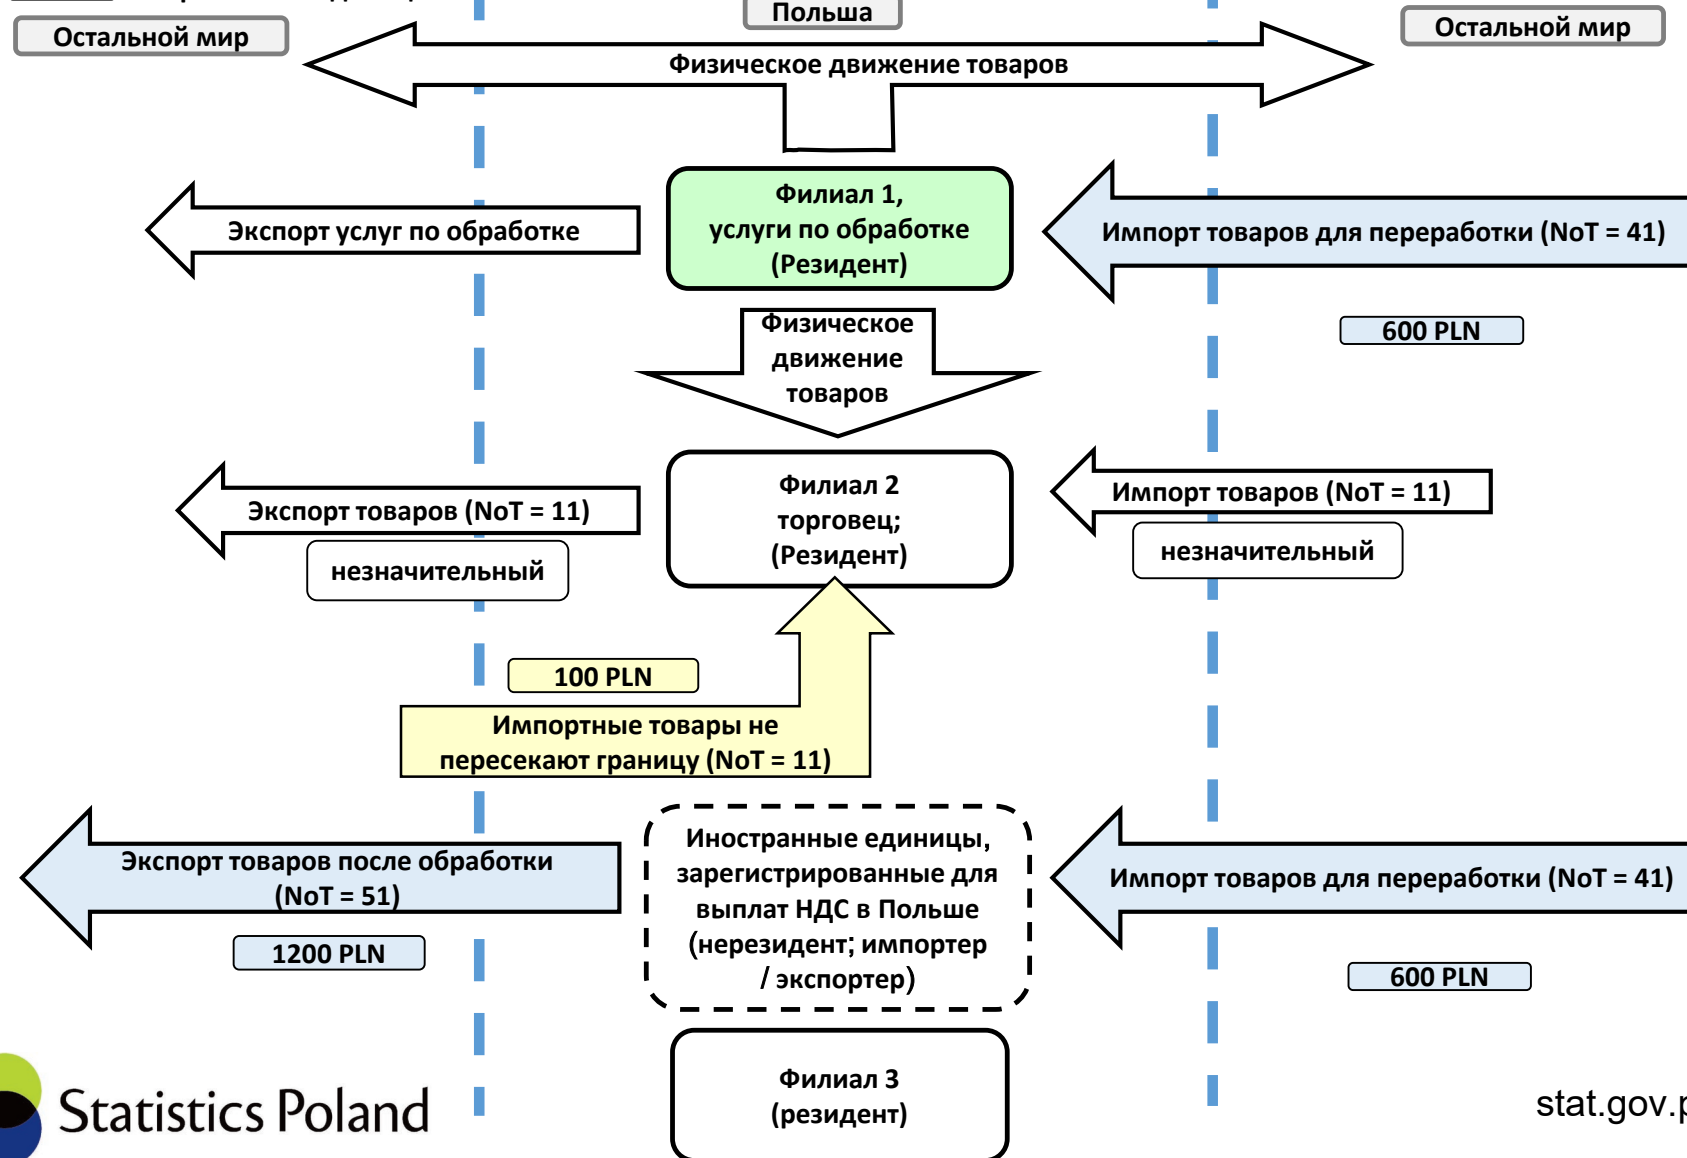 Польша
Остальной мир
Остальной мир
Физическое движение товаров
Филиал 1,
услуги по обработке
(Резидент)
Экспорт услуг по обработке
Импорт товаров для переработки (NoT = 41)
600 PLN
Физическое
движение
товаров
Филиал 2
торговец;
(Резидент)
Экспорт товаров (NoT = 11)
незначительный
Импорт товаров (NoT = 11)
незначительный
100 PLN
Импортные товары не
пересекают границу (NoT = 11)
Экспорт товаров после обработки
(NoT = 51)
1200 PLN
Иностранные единицы,
зарегистрированные для
выплат НДС в Польше
(нерезидент; импортер
/ экспортер)
Импорт товаров для переработки (NoT = 41)
600 PLN
Филиал 3
(резидент)
Statistics Poland
stat.gov.p